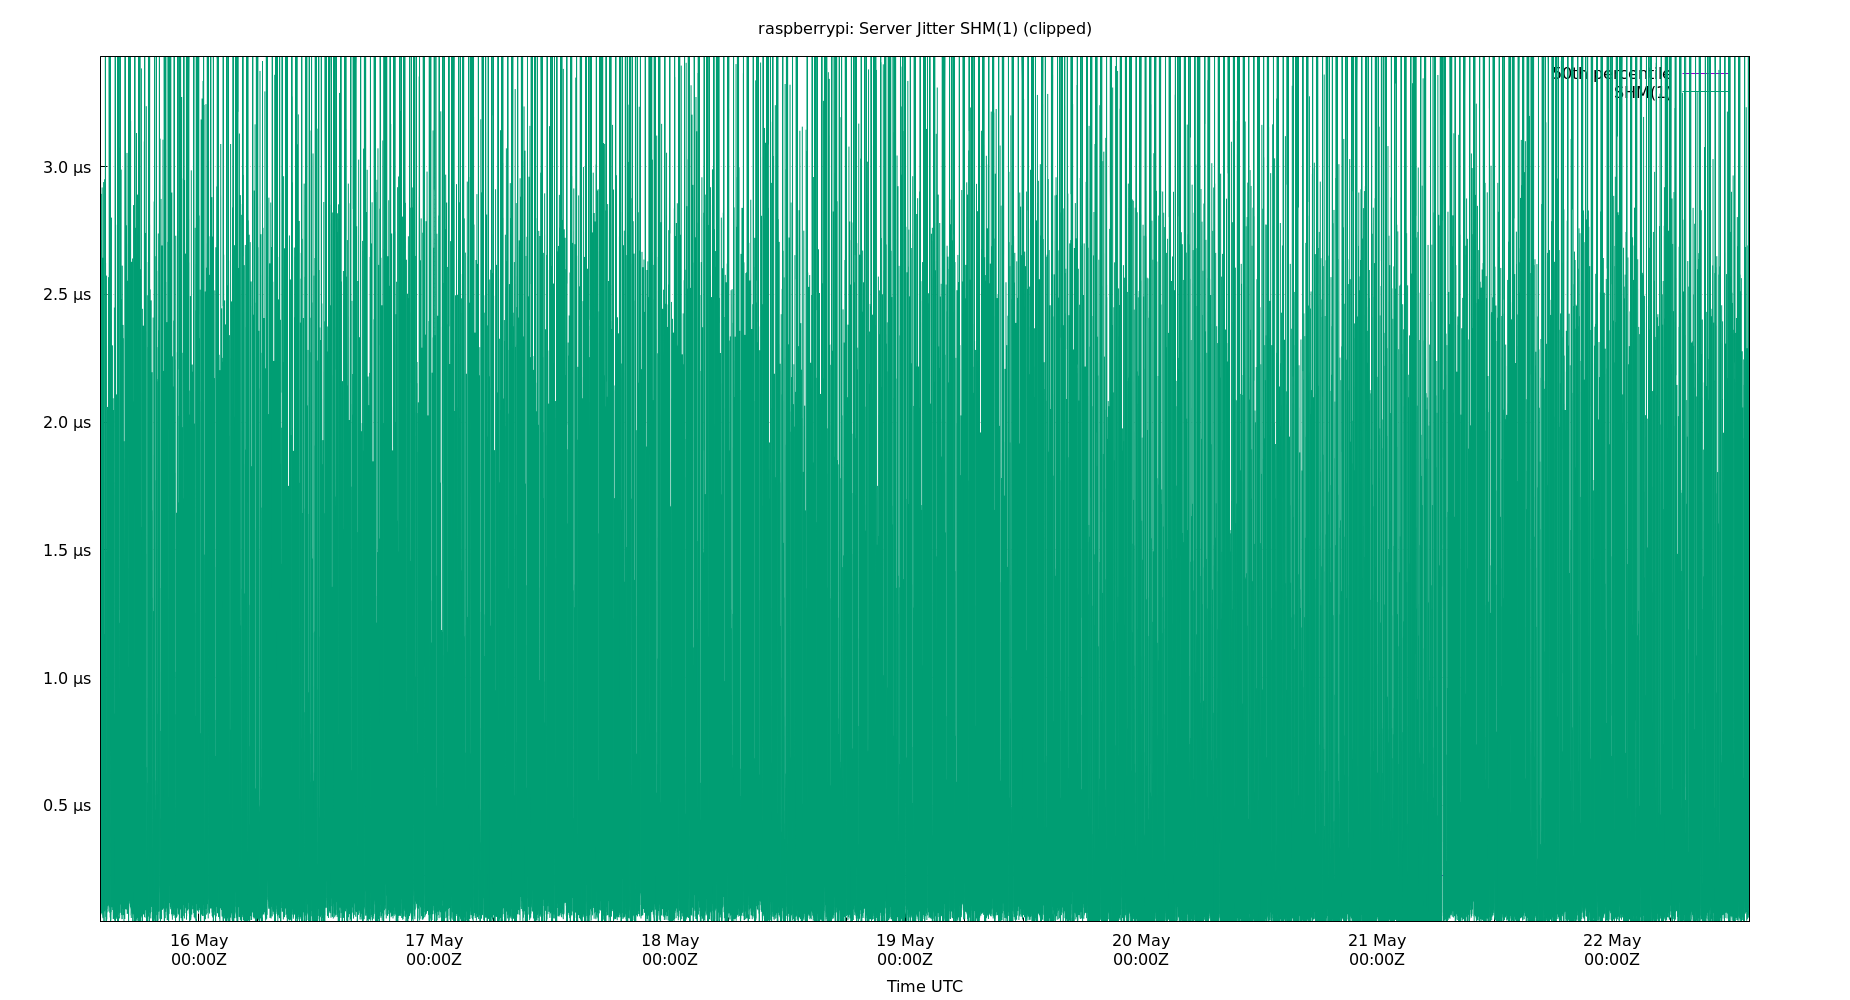 raspberrypi: Server Jitter SHM(1) (clipped)
50th percentile
SHM(1)
3.0 µs
2.5 µs
2.0 µs
1.5 µs
1.0 µs
0.5 µs
16 May 17 May 18 May 19 May 20 May 21 May 22 May
00:00Z 00:00Z 00:00Z 00:00Z 00:00Z 00:00Z 00:00Z
Time UTC